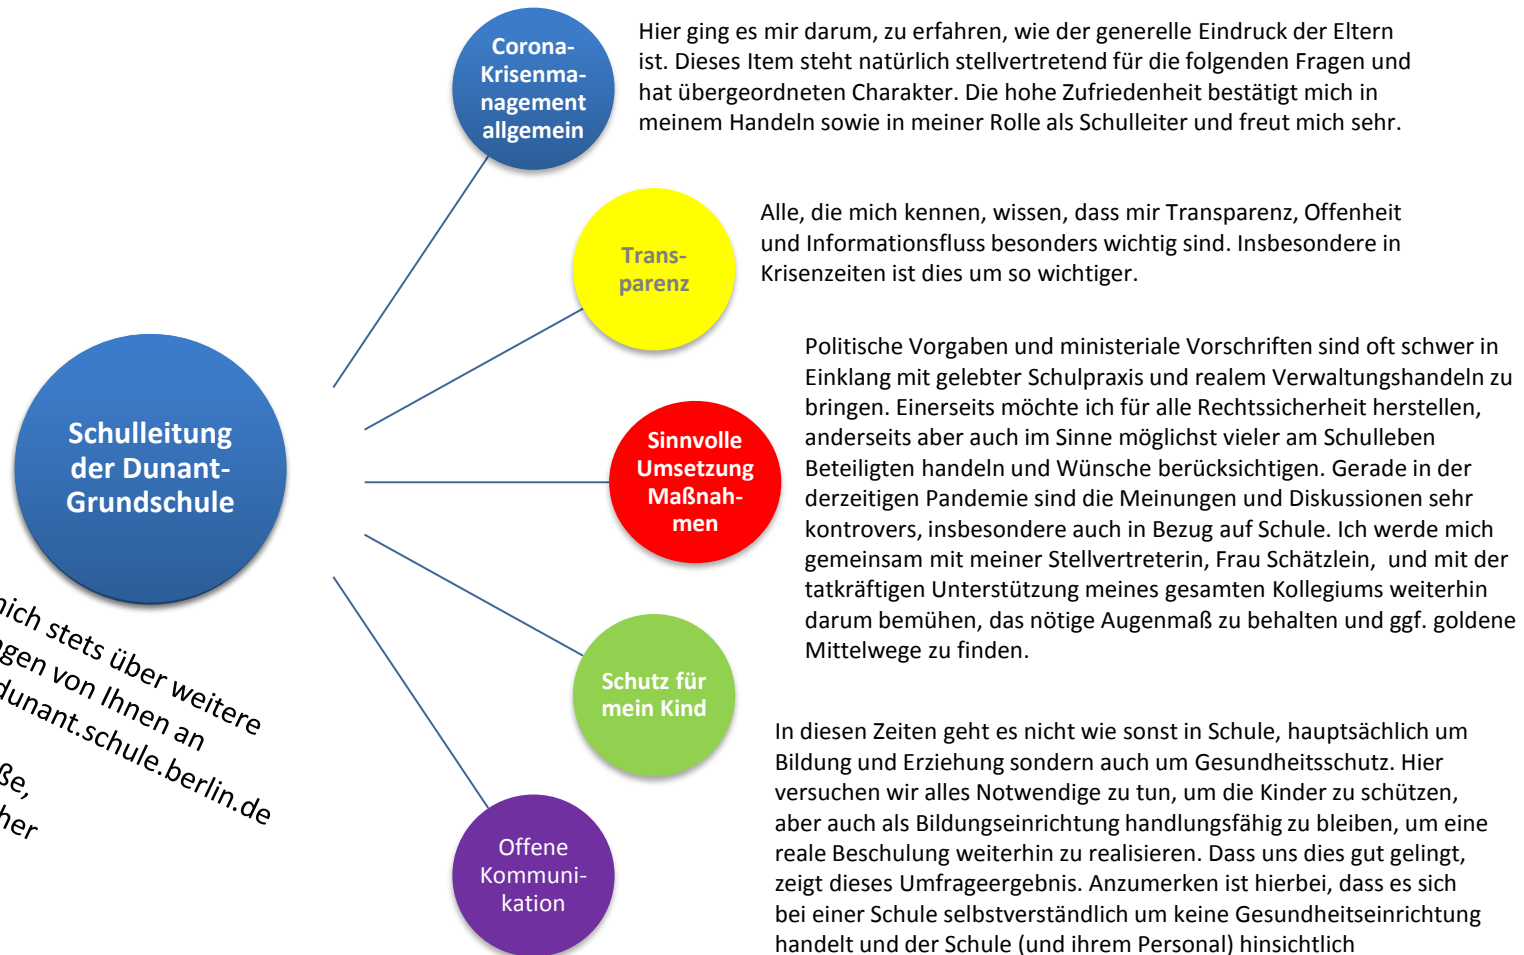 Corona-
Krisenma-
nagement
allgemein
Hier ging es mir darum, zu erfahren, wie der generelle Eindruck der Eltern
ist. Dieses Item steht natürlich stellvertretend für die folgenden Fragen und
hat übergeordneten Charakter. Die hohe Zufriedenheit bestätigt mich in
meinem Handeln sowie in meiner Rolle als Schulleiter und freut mich sehr.
Trans-
parenz
Alle, die mich kennen, wissen, dass mir Transparenz, Offenheit
und Informationsfluss besonders wichtig sind. Insbesondere in
Krisenzeiten ist dies um so wichtiger.
Schulleitung
der Dunant-
Grundschule
Sinnvolle
Umsetzung
Maßnah-
men
Politische Vorgaben und ministeriale Vorschriften sind oft schwer in
Einklang mit gelebter Schulpraxis und realem Verwaltungshandeln zu
bringen. Einerseits möchte ich für alle Rechtssicherheit herstellen,
anderseits aber auch im Sinne möglichst vieler am Schulleben
Beteiligten handeln und Wünsche berücksichtigen. Gerade in der
derzeitigen Pandemie sind die Meinungen und Diskussionen sehr
kontrovers, insbesondere auch in Bezug auf Schule. Ich werde mich
gemeinsam mit meiner Stellvertreterin, Frau Schätzlein, und mit der
tatkräftigen Unterstützung meines gesamten Kollegiums weiterhin
darum bemühen, das nötige Augenmaß zu behalten und ggf. goldene
Mittelwege zu finden.
stets über weitere
von Ihnen an
dunant.schule.berlin.de
Schutz für
mein Kind
In diesen Zeiten geht es nicht wie sonst in Schule, hauptsächlich um
Bildung und Erziehung sondern auch um Gesundheitsschutz. Hier
versuchen wir alles Notwendige zu tun, um die Kinder zu schützen,
aber auch als Bildungseinrichtung handlungsfähig zu bleiben, um eine
reale Beschulung weiterhin zu realisieren. Dass uns dies gut gelingt,
zeigt dieses Umfrageergebnis. Anzumerken ist hierbei, dass es sich
bei einer Schule selbstverständlich um keine Gesundheitseinrichtung
handelt und der Schule (und ihrem Personal) hinsichtlich
Offene
Kommuni-
kation